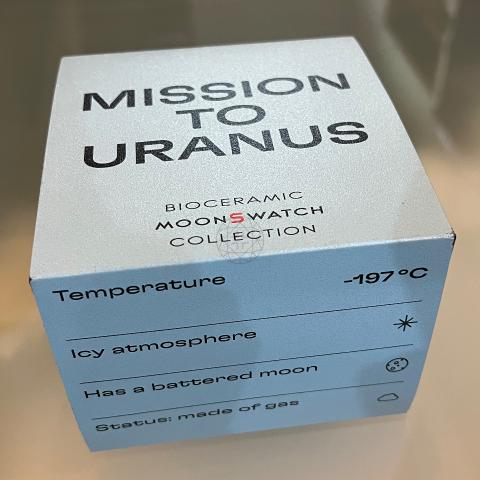 MISSION
TO
URANUS
BIOCERAMIC
MOONSWATCH
COLLECTION
Temperature -197°C
Icy atmosphere
Has a battered moon
Status: made of gas